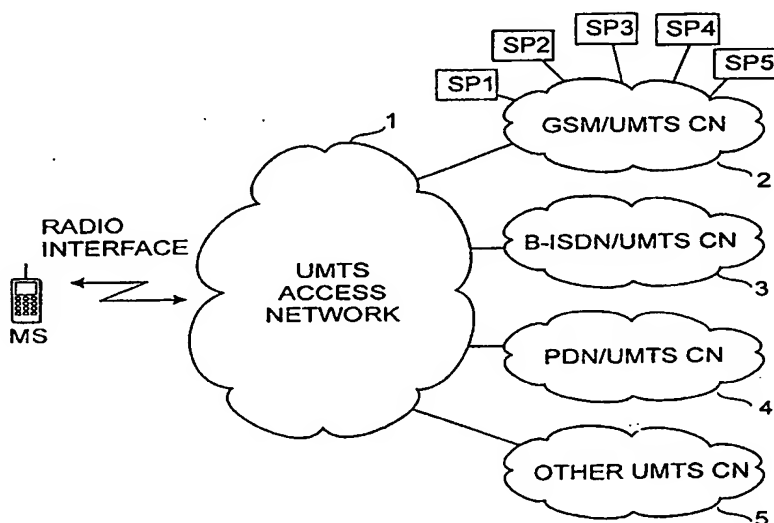 SP1
SP2
SP3
SP4
SP5
1
GSM/UMTS CN
2
RADIO
INTERFACE
MS
UMTS
ACCESS
NETWORK
B-ISDN/UMTS CN
3
PDN/UMTS CN
4
OTHER UMTS CN
5